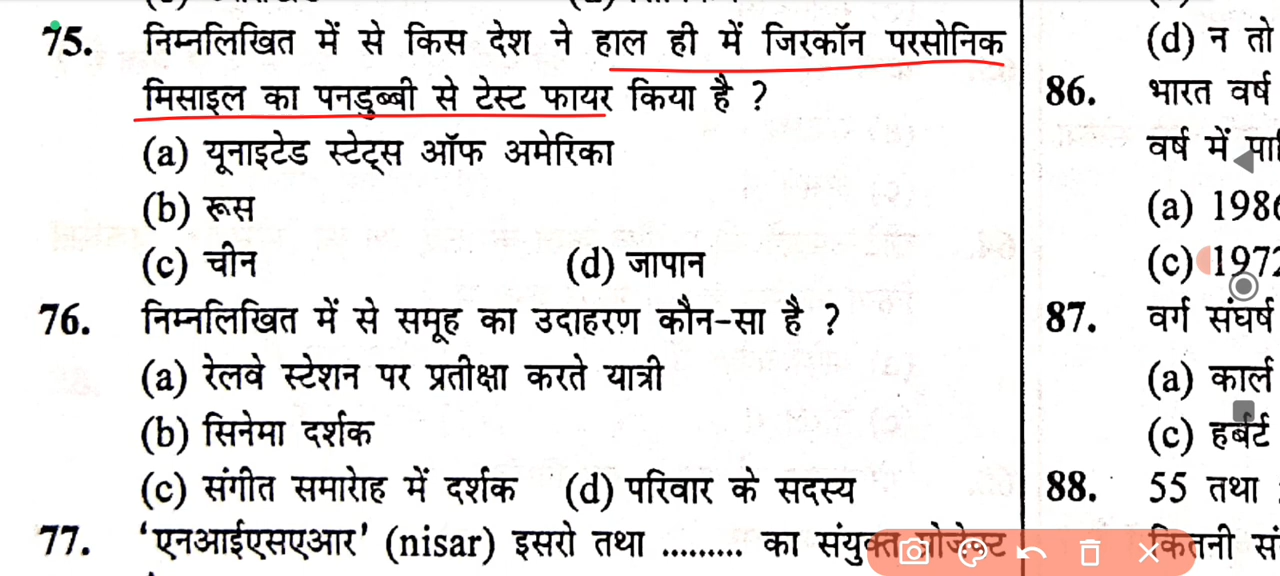 75. निम्नलिखित में से किस देश ने हाल ही में जिरकॉन परसोनिक
मिसाइल का पनडुब्बी से टेस्ट फायर किया है ?
(a) यूनाइटेड स्टेट्स ऑफ अमेरिका
(b) रूस
(c) चीन (d) जापान
76. निम्नलिखित में से समूह का उदाहरण कौन-सा है ?
(a) रेलवे स्टेशन पर प्रतीक्षा करते यात्री
(b) सिनेमा दर्शक
(c) संगीत समारोह में दर्शक (d) परिवार के सदस्य
77. ‘एनआईएसएआर’ (nisar) इसरो तथा ......... का संयुक्त प्रोजेक्ट
(d) न तो
86. भारत वर्ष
वर्ष में
(a)
(c) 1972
87. वर्ग संघर्ष
(a) कार्ल
(c) हर्बर्ट
88. 55 तथा
कितनी